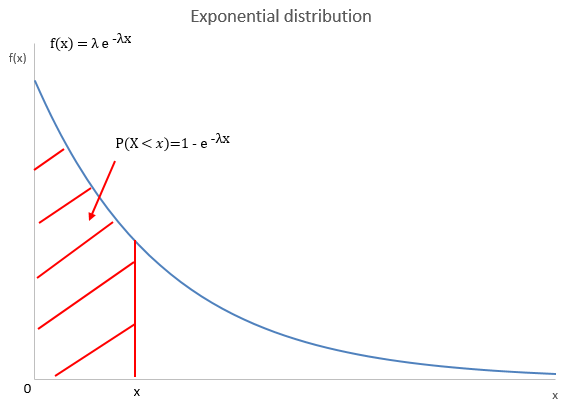 Exponential distribution
f(x) = λ e -λx
f(x)
P(X < x)=1 - e -λx
0
x
x